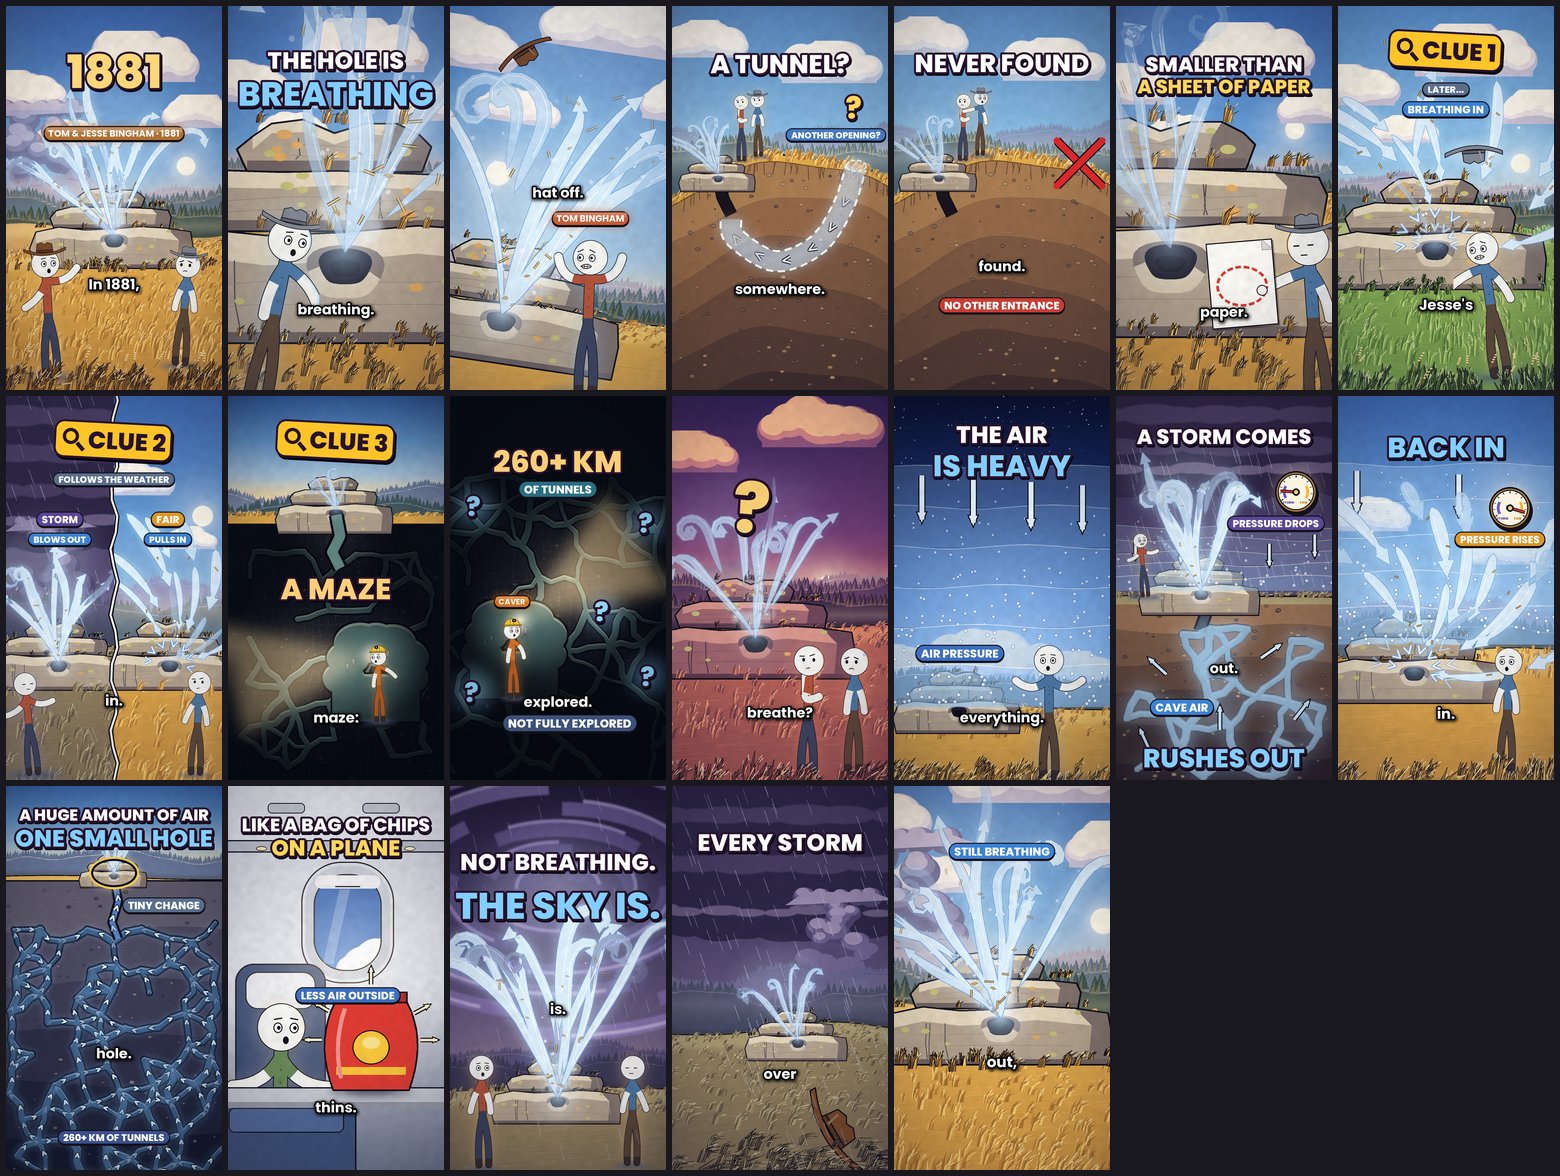 1881
TOM & JESSE BINGHAM · 1881
In 1881,
THE HOLE IS
BREATHING
breathing.
hat off.
TOM BINGHAM
A TUNNEL?
?
ANOTHER OPENING?
somewhere.
NEVER FOUND
found.
NO OTHER ENTRANCE
SMALLER THAN
A SHEET OF PAPER
paper.
CLUE 1
LATER...
BREATHING IN
Jesse's
CLUE 2
FOLLOWS THE WEATHER
STORM
FAIR
BLOWS OUT
PULLS IN
in.
CLUE 3
A MAZE
maze:
260+ KM
OF TUNNELS
?
?
CAVER
?
?
?
explored.
NOT FULLY EXPLORED
?
breathe?
THE AIR
IS HEAVY
AIR PRESSURE
everything.
A STORM COMES
PRESSURE DROPS
out.
CAVE AIR
RUSHES OUT
BACK IN
PRESSURE RISES
in.
A HUGE AMOUNT OF AIR
ONE SMALL HOLE
TINY CHANGE
hole.
260+ KM OF TUNNELS
LIKE A BAG OF CHIPS
ON A PLANE
LESS AIR OUTSIDE
thins.
NOT BREATHING.
THE SKY IS.
is.
EVERY STORM
over
STILL BREATHING
out,